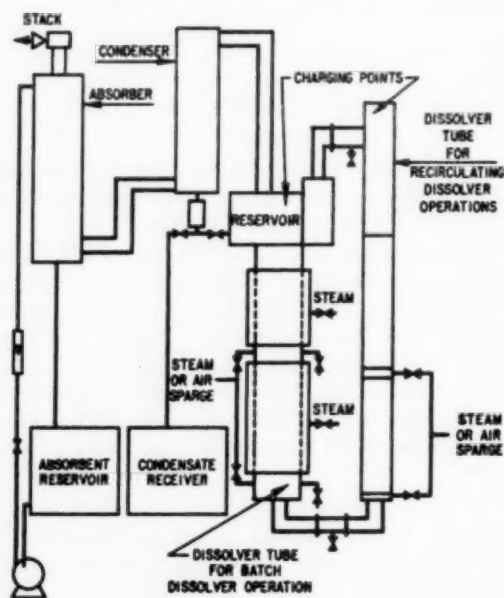 STACK
CONDENSER
CHARGING POINTS
ABSORBER
DISSOLVER
TUBE
FOR
RECIRCULATING
DISSOLVER
OPERATIONS
RESERVOIR
STEAM
STEAM
OR AIR
SPARGE
STEAM
STEAM
OR AIR
SPARGE
ABSORBENT
RESERVOIR
CONDENSATE
RECEIVER
DISSOLVER TUBE
FOR BATCH
DISSOLVER OPERATION